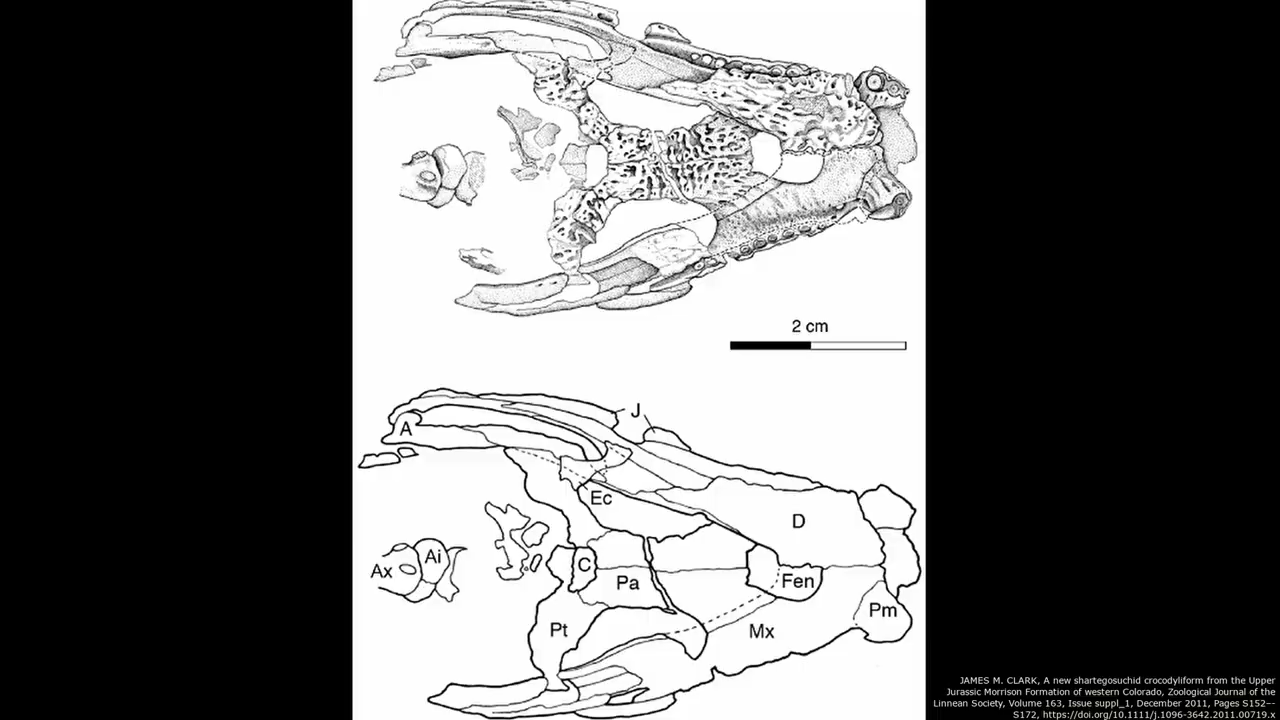 2 cm
J
A
Ec
D
Ai
Ax
C
Pa
Fen
Pm
Pt
Mx
JAMES M. CLARK, A new shartegosuchid crocodyliform from the Upper
Jurassic Morrison Formation of western Colorado, Zoological Journal of the
Linnean Society, Volume 163, Issue suppl_1, December 2011, Pages S152–
S172, https://doi.org/10.1111/j.1096-3642.2011.00719.x